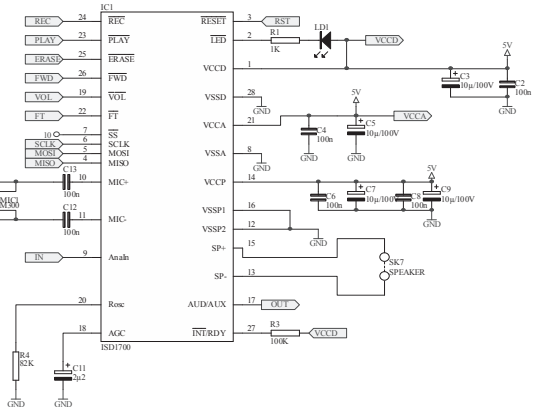 IC1
REC 24 REC RESET 3 RST
PLAY 23 PLAY LED 2 R1 1K LD1 VCCD
ERASE 25 ERASE VCCD 1 5V C3 10µ/100V C2 100n GND
FWD 26 FWD
VOL 19 VOL VSSD 28 GND
FT 22 FT VCCA 21 5V VCCA
10 7 SS C4 100n GND C5 10µ/100V GND
SCLK 6 SCLK
MOSI 5 MOSI VSSA 8 GND
MISO 4 MISO
C13 100n 10 MIC+ VCCP 14 5V
C6 100n C7 10µ/100V C8 100n C9 10µ/100V GND
MIC1
M300
C12 100n 11 MIC- VSSP1 16
VSSP2 12 GND
IN 9 AnaIn SP+ 15 SK7
SPEAKER
SP- 13
20 Rosc AUD/AUX 17 OUT
18 AGC INT/RDY 27 R3 100K VCCD
ISD1700
R4
82K
C11
2µ2
GND GND